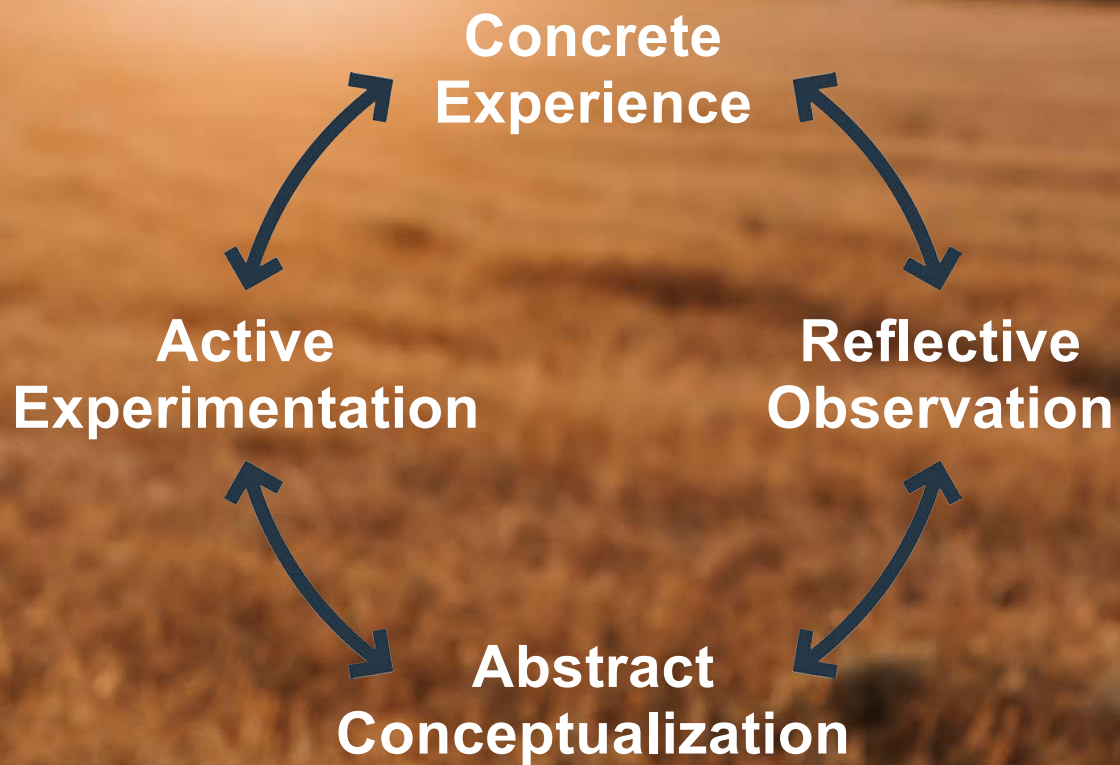 Concrete
Experience
Active
Experimentation
Reflective
Observation
Abstract
Conceptualization